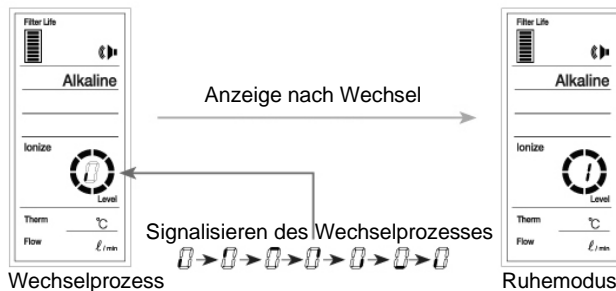 Filter Life
Alkaline
Ionize
Level
Therm
°C
Flow
ℓ / min
Wechselprozess
Anzeige nach Wechsel
Signalisieren des Wechselprozesses
Filter Life
Alkaline
Ionize
1
Level
Therm
°C
Flow
ℓ / min
Ruhemodus